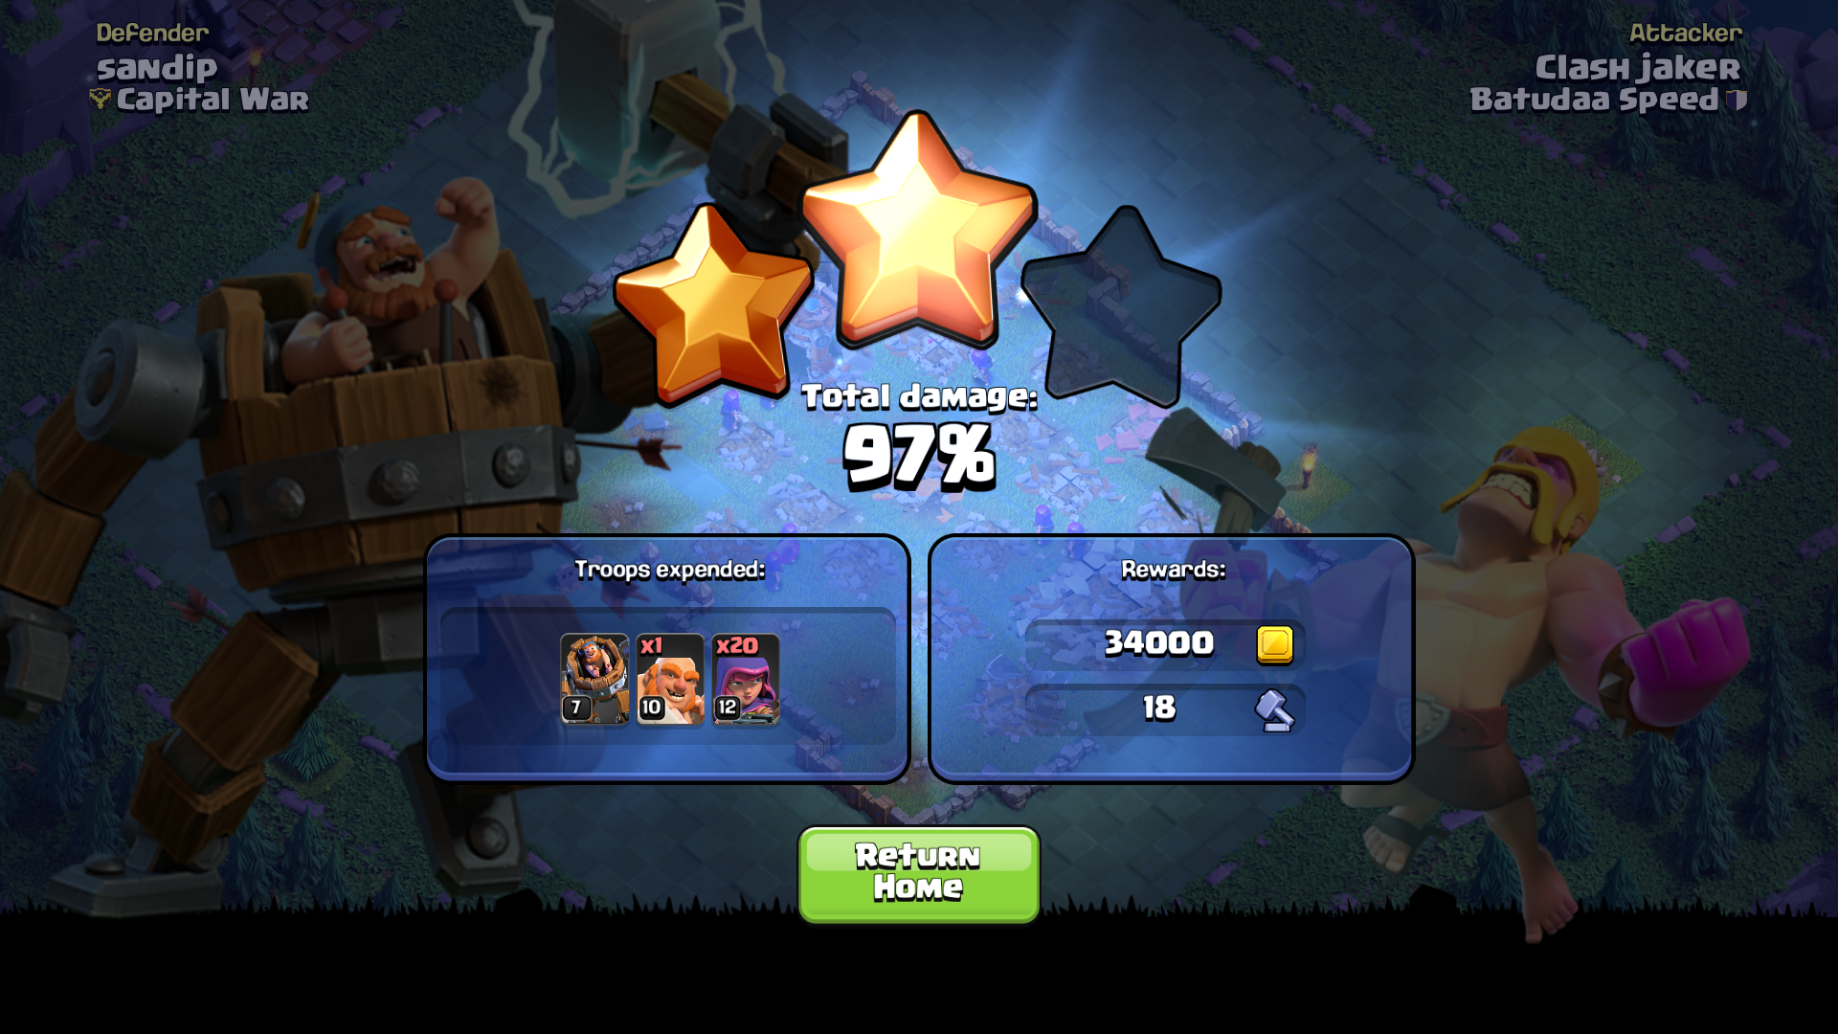 Defender
sandip
Capital War
Attacker
Clash jaker
Batudaa Speed
Total damage:
97%
Troops expended:
x1
x20
7
10
12
Rewards:
34000
18
Return
Home